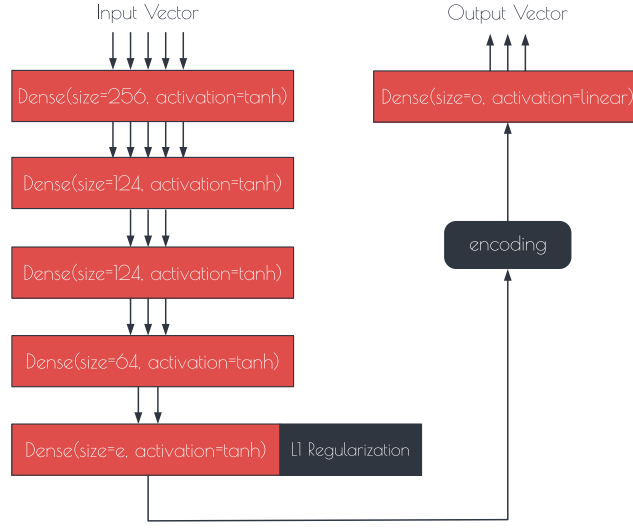 Input Vector
Dense(size=256, activation=tanh)
Dense(size=124, activation=tanh)
Dense(size=124, activation=tanh)
Dense(size=64, activation=tanh)
Dense(size=e, activation=tanh)
L1 Regularization
Output Vector
Dense(size=o, activation=linear)
encoding